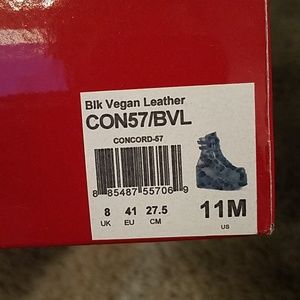 Blk Vegan Leather
CON57/BVL
CONCORD-57
8 85487 55706 9
8 41 27.5 11M
UK EU CM US